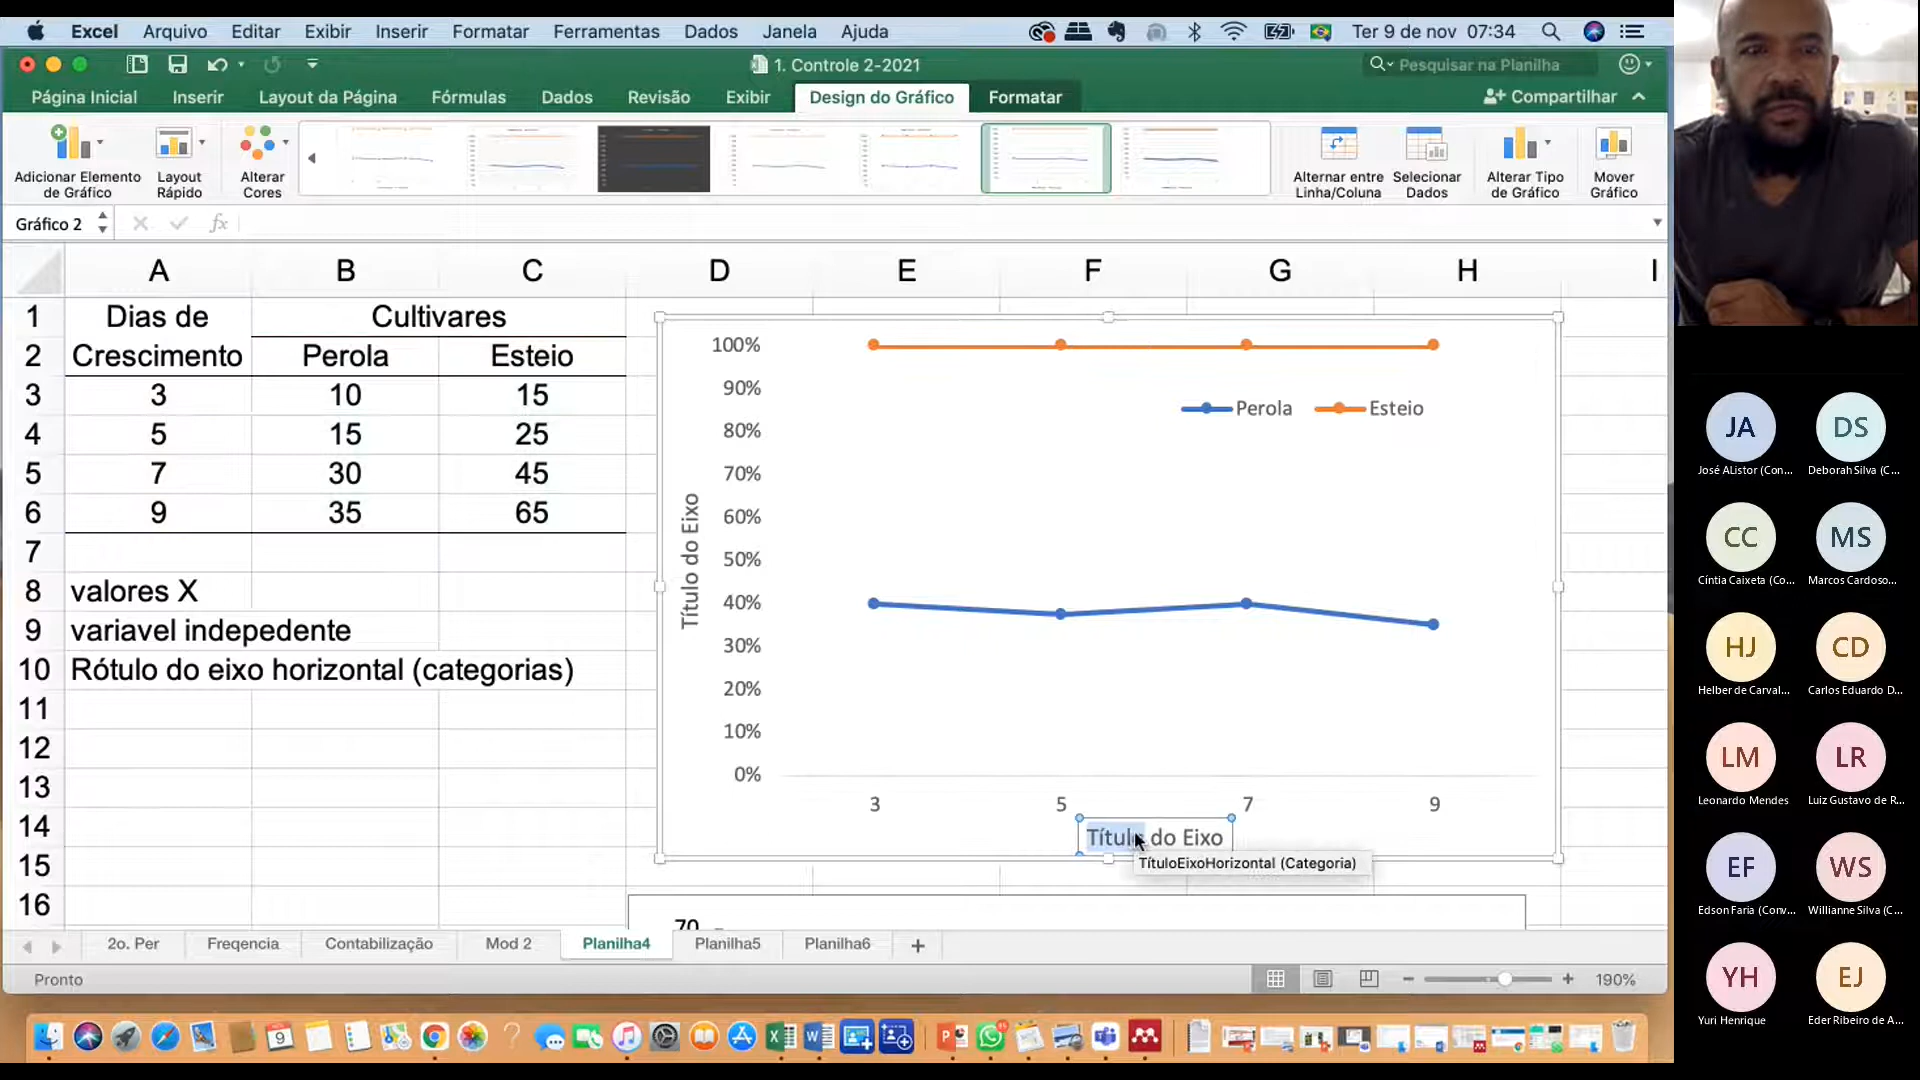 Excel Arquivo Editar Exibir Inserir Formatar Ferramentas Dados Janela Ajuda Ter 9 de nov 07:34
1. Controle 2-2021 Pesquisar na Planilha
Página Inicial Inserir Layout da Página Fórmulas Dados Revisão Exibir Design do Gráfico Formatar Compartilhar
Adicionar Elemento de Gráfico
Layout Rápido
Alterar Cores
Alternar entre Linha/Coluna
Selecionar Dados
Alterar Tipo de Gráfico
Mover Gráfico
Gráfico 2 fx
A B C D E F G H I
1 Dias de Cultivares
2 Crescimento Perola Esteio
3 3 10 15
4 5 15 25
5 7 30 45
6 9 35 65
7
8 valores X
9 variavel indepedente
10 Rótulo do eixo horizontal (categorias)
11
12
13
14
15
16
100%
90%
80%
70%
60%
50%
40%
30%
20%
10%
0%
Perola Esteio
Título do Eixo
3 5 7 9
Título do Eixo
TítuloEixoHorizontal (Categoria)
70
2o. Per Freqencia Contabilização Mod 2 Planilha4 Planilha5 Planilha6 +
Pronto 190%
JA DS
José AListor (Con... Deborah Silva (C...
CC MS
Cíntia Caixeta (Co... Marcos Cardoso...
HJ CD
Helber de Carval... Carlos Eduardo D...
LM LR
Leonardo Mendes Luiz Gustavo de R...
EF WS
Edson Faria (Conv... Willianne Silva (C...
YH EJ
Yuri Henrique Eder Ribeiro de A...